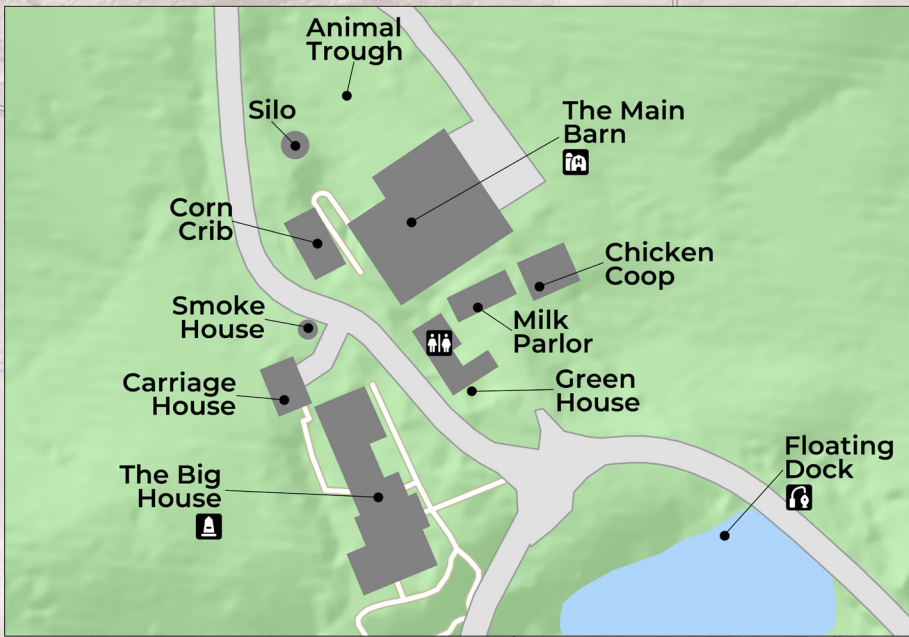 Animal
Trough
Silo
The Main
Barn
Corn
Crib
Chicken
Coop
Smoke
House
Milk
Parlor
Carriage
House
Green
House
Floating
Dock
The Big
House